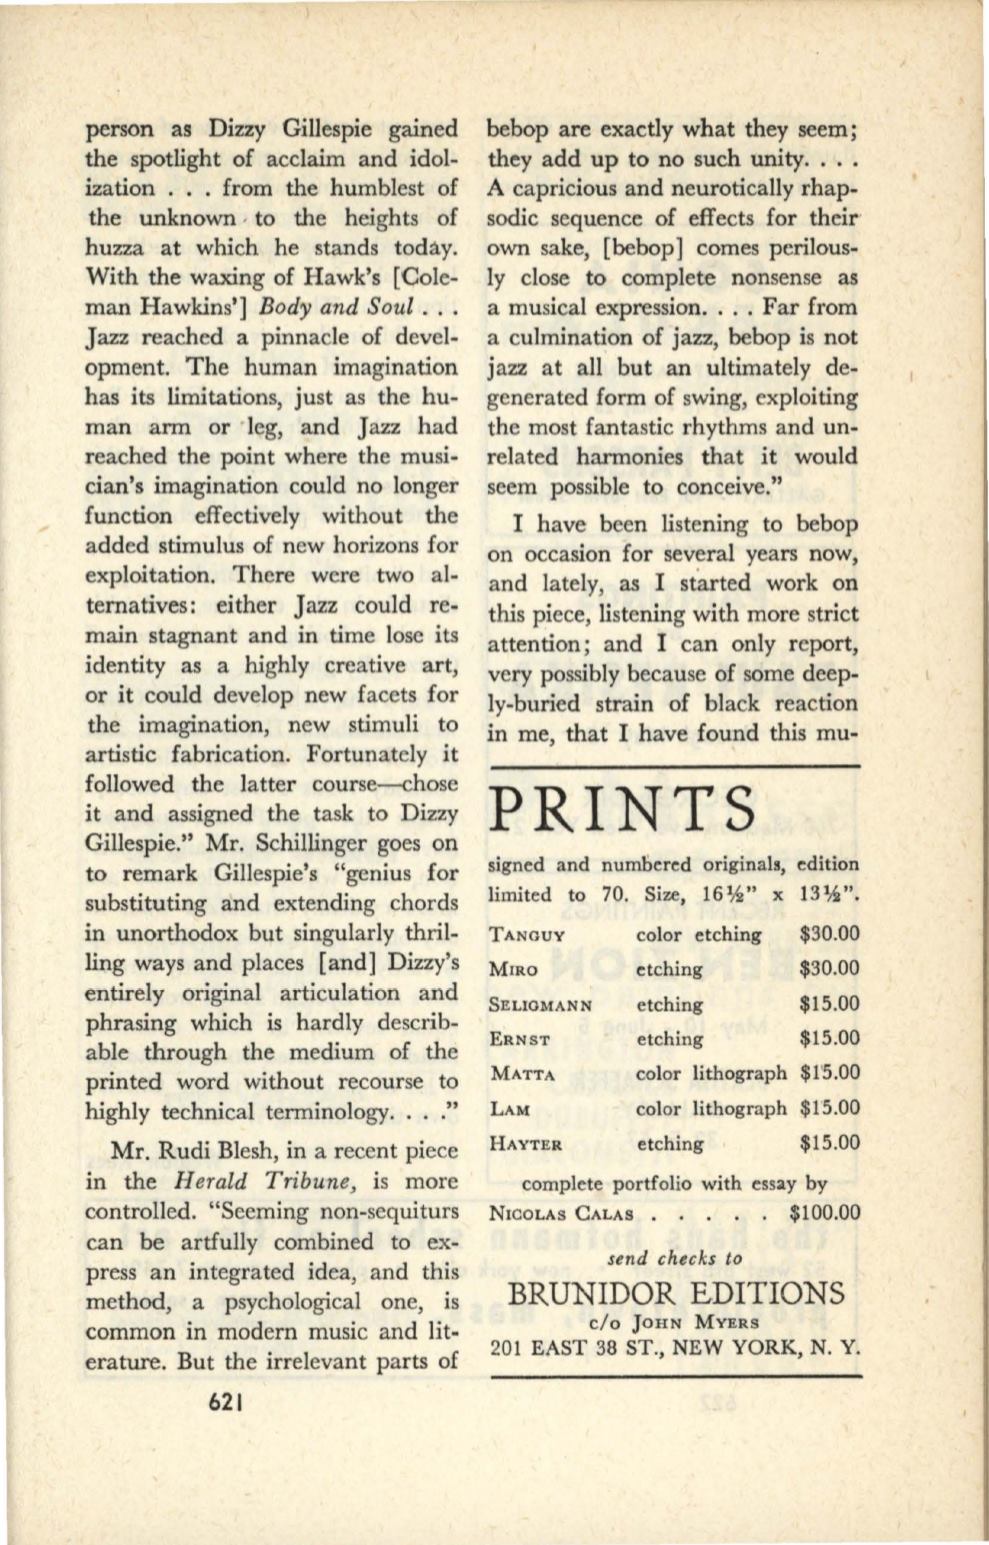 person as Dizzy Gillespie gained
the spotlight of acclaim and idol-
ization . . . from the humblest of
the unknown to the heights of
huzza at which he stands today.
With the waxing of Hawk's [Cole-
man Hawkins'] Body and Soul . . .
Jazz reached a pinnacle of devel-
opment. The human imagination
has its limitations, just as the hu-
man arm or leg, and Jazz had
reached the point where the musi-
cian's imagination could no longer
function effectively without the
added stimulus of new horizons for
exploitation. There were two al-
ternatives: either Jazz could re-
main stagnant and in time lose its
identity as a highly creative art,
or it could develop new facets for
the imagination, new stimuli to
artistic fabrication. Fortunately it
followed the latter course—chose
it and assigned the task to Dizzy
Gillespie." Mr. Schillinger goes on
to remark Gillespie's "genius for
substituting and extending chords
in unorthodox but singularly thril-
ling ways and places [and] Dizzy's
entirely original articulation and
phrasing which is hardly describ-
able through the medium of the
printed word without recourse to
highly technical terminology. . . ."
Mr. Rudi Blesh, in a recent piece
in the Herald Tribune, is more
controlled. "Seeming non-sequiturs
can be artfully combined to ex-
press an integrated idea, and this
method, a psychological one, is
common in modern music and lit-
erature. But the irrelevant parts of
bebop are exactly what they seem;
they add up to no such unity. . . .
A capricious and neurotically rhap-
sodic sequence of effects for their
own sake, [bebop] comes perilous-
ly close to complete nonsense as
a musical expression. . . . Far from
a culmination of jazz, bebop is not
jazz at all but an ultimately de-
generated form of swing, exploiting
the most fantastic rhythms and un-
related harmonies that it would
seem possible to conceive."
I have been listening to bebop
on occasion for several years now,
and lately, as I started work on
this piece, listening with more strict
attention; and I can only report,
very possibly because of some deep-
ly-buried strain of black reaction
in me, that I have found this mu-
PRINTS
signed and numbered originals, edition
limited to 70. Size, 16½" x 13½".
TANGUY color etching $30.00
MIRO etching $30.00
SELIGMANN etching $15.00
ERNST etching $15.00
MATTA color lithograph $15.00
LAM color lithograph $15.00
HAYTER etching $15.00
complete portfolio with essay by
NICOLAS CALAS . . . . . $100.00
send checks to
BRUNIDOR EDITIONS
c/o JOHN MYERS
201 EAST 38 ST., NEW YORK, N. Y.
621